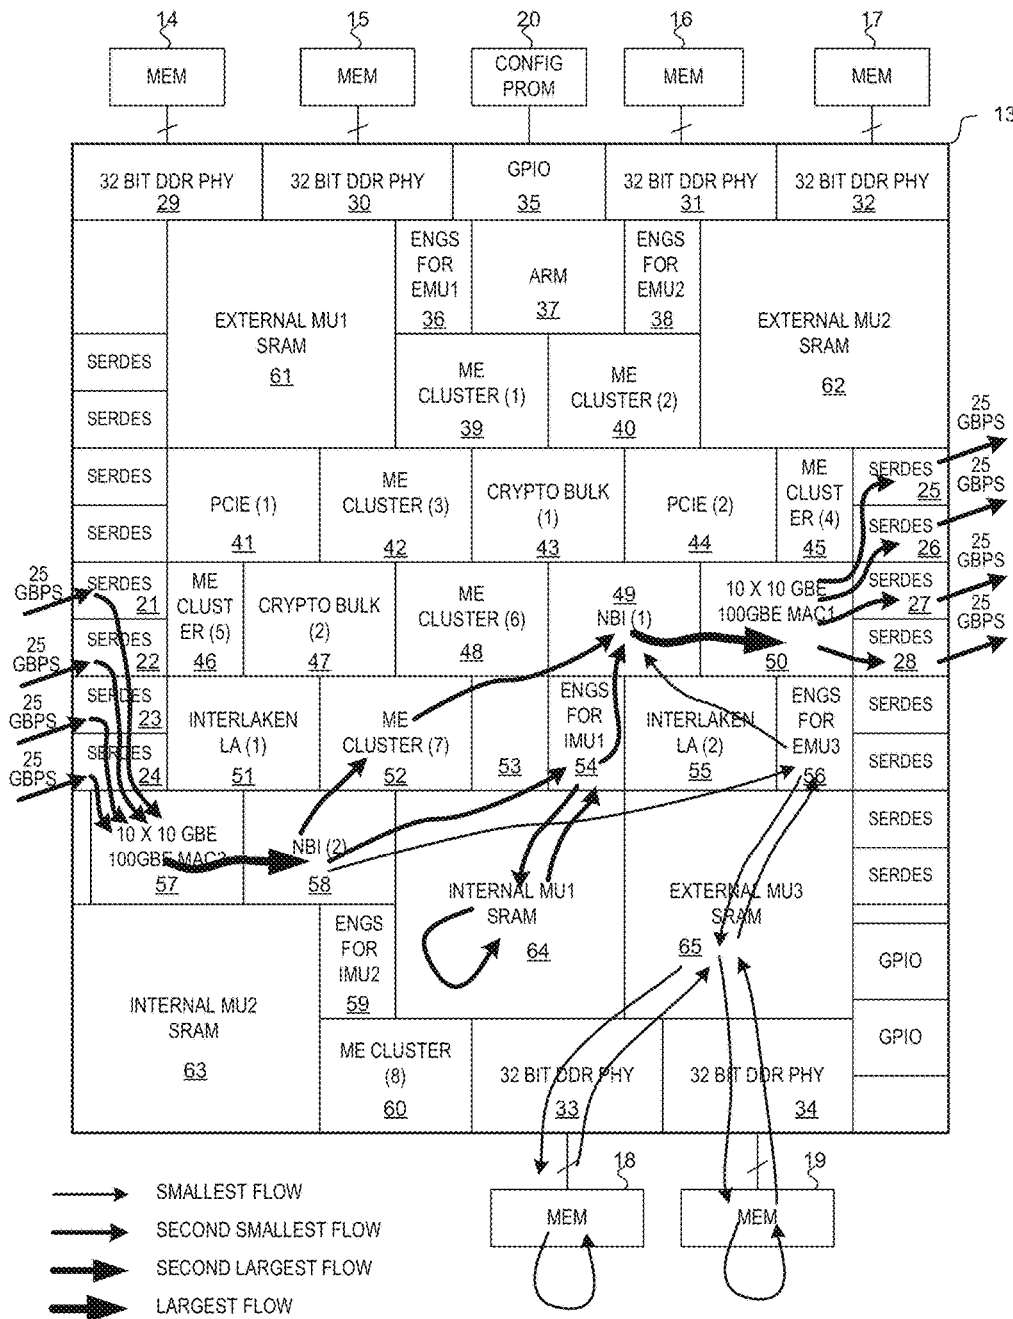 14 15 20 16 17
MEM MEM CONFIG PROM MEM MEM
13
32 BIT DDR PHY 29
32 BIT DDR PHY 30
GPIO 35
32 BIT DDR PHY 31
32 BIT DDR PHY 32
EXTERNAL MU1 SRAM 61
ENGS FOR EMU1 36
ARM 37
ENGS FOR EMU2 38
EXTERNAL MU2 SRAM 62
SERDES
SERDES
ME CLUSTER (1) 39
ME CLUSTER (2) 40
25 GBPS
SERDES
SERDES
PCIE (1) 41
ME CLUSTER (3) 42
CRYPTO BULK (1) 43
PCIE (2) 44
ME CLUST ER (4) 45
SERDES 25
25 GBPS
SERDES 26
25 GBPS
25 GBPS
SERDES 21
25 GBPS
SERDES 22
ME CLUST ER (5) 46
CRYPTO BULK (2) 47
ME CLUSTER (6) 48
49 NBI (1)
10 X 10 GBE 100GBE MAC1 50
SERDES 27
25 GBPS
SERDES 28
25 GBPS
SERDES 23
25 GBPS
SERDES 24
INTERLAKEN LA (1) 51
ME CLUSTER (7) 52
53
ENGS FOR IMU1 54
INTERLAKEN LA (2) 55
ENGS FOR EMU3 56
SERDES
SERDES
10 X 10 GBE 100GBE MAC2 57
NBI (2) 58
INTERNAL MU1 SRAM 64
EXTERNAL MU3 SRAM 65
SERDES
SERDES
INTERNAL MU2 SRAM 63
ENGS FOR IMU2 59
GPIO
GPIO
ME CLUSTER (8) 60
32 BIT DDR PHY 33
32 BIT DDR PHY 34
18 19
MEM MEM
SMALLEST FLOW
SECOND SMALLEST FLOW
SECOND LARGEST FLOW
LARGEST FLOW